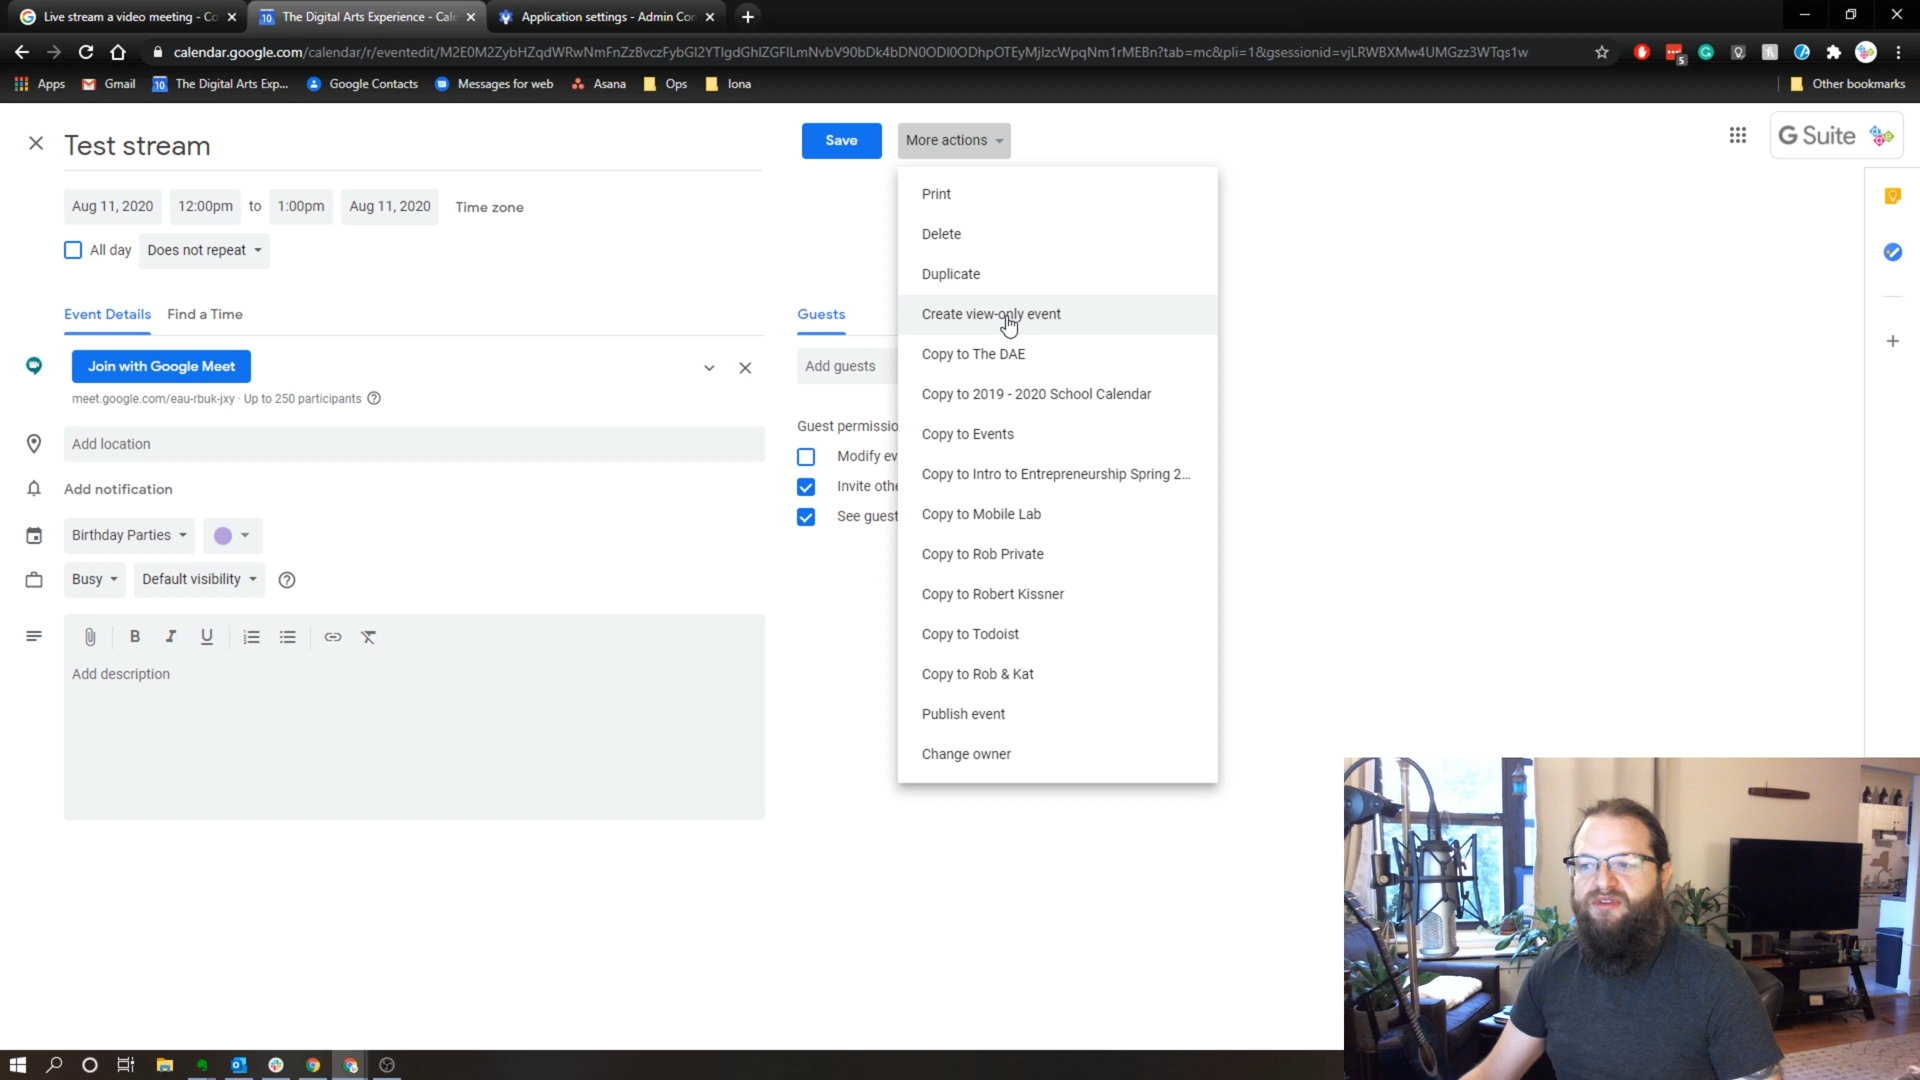 Live stream a video meeting - Co
The Digital Arts Experience - Cale
Application settings - Admin Con
calendar.google.com/calendar/r/eventedit/M2E0M2ZybHZqdWRwNmFnZzBvczFybGI2YTlgdGhlZGFlLmNvbV90bDk4bDN0ODl0ODhpOTEyMjIzcWpqNm1rMEBn?tab=mc&pli=1&gsessionid=vjLRWBXMw4UMGzz3WTqs1w
Apps Gmail The Digital Arts Exp... Google Contacts Messages for web Asana Ops Iona Other bookmarks
Test stream
Save
More actions
G Suite
Aug 11, 2020 12:00pm to 1:00pm Aug 11, 2020 Time zone
All day Does not repeat
Event Details Find a Time
Join with Google Meet
meet.google.com/eau-rbuk-jxy · Up to 250 participants
Add location
Add notification
Birthday Parties
Busy Default visibility
Add description
Guests
Add guests
Guest permissio
Modify ev
Invite othe
See guest
Print
Delete
Duplicate
Create view-only event
Copy to The DAE
Copy to 2019 - 2020 School Calendar
Copy to Events
Copy to Intro to Entrepreneurship Spring 2...
Copy to Mobile Lab
Copy to Rob Private
Copy to Robert Kissner
Copy to Todoist
Copy to Rob & Kat
Publish event
Change owner